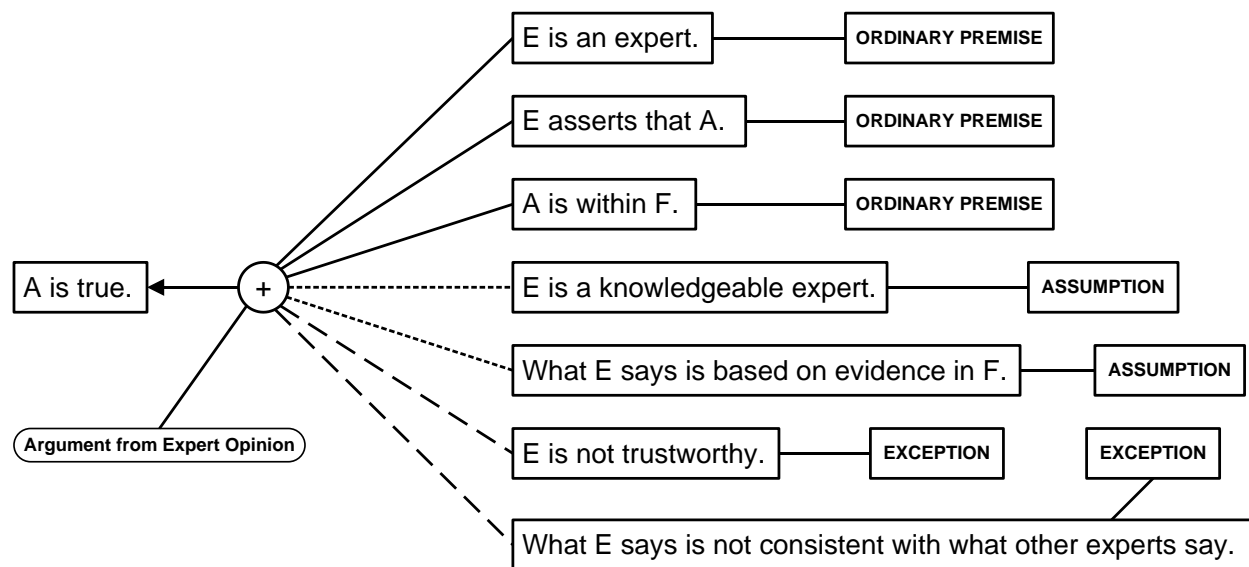 E is an expert.
ORDINARY PREMISE
E asserts that A.
ORDINARY PREMISE
A is within F.
ORDINARY PREMISE
A is true.
+
E is a knowledgeable expert.
ASSUMPTION
What E says is based on evidence in F.
ASSUMPTION
Argument from Expert Opinion
E is not trustworthy.
EXCEPTION
EXCEPTION
What E says is not consistent with what other experts say.